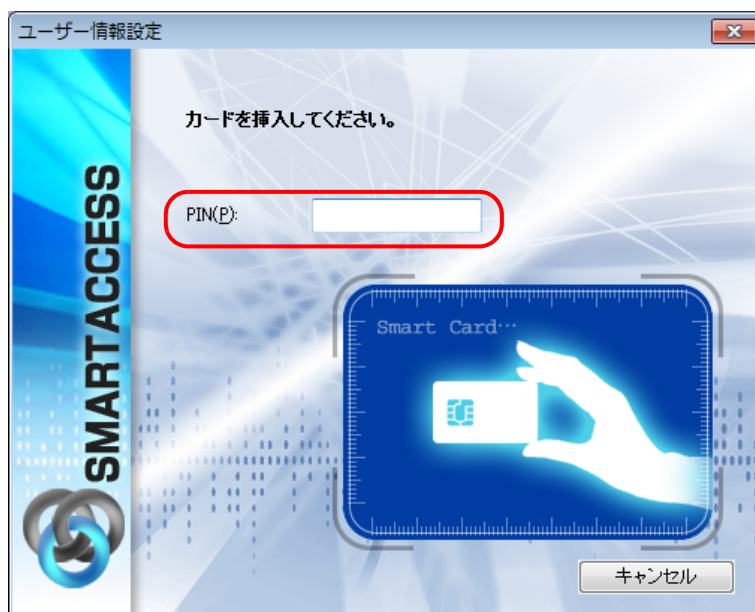 ユーザー情報設定
カードを挿入してください。
PIN(P):
SMARTACCESS
Smart Card…
キャンセル